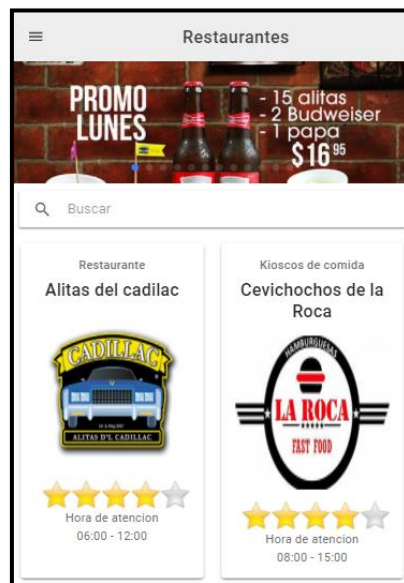 Restaurantes
PROMO
LUNES
- 15 alitas
- 2 Budweiser
- 1 papa
$16 95
Buscar
Restaurante
Alitas del cadilac
CADILLAC
ALITAS D'L CADILLAC
Hora de atencion
06:00 - 12:00
Kioscos de comida
Cevichochos de la
Roca
HAMBURGUESAS
LA ROCA
FAST FOOD
Hora de atencion
08:00 - 15:00